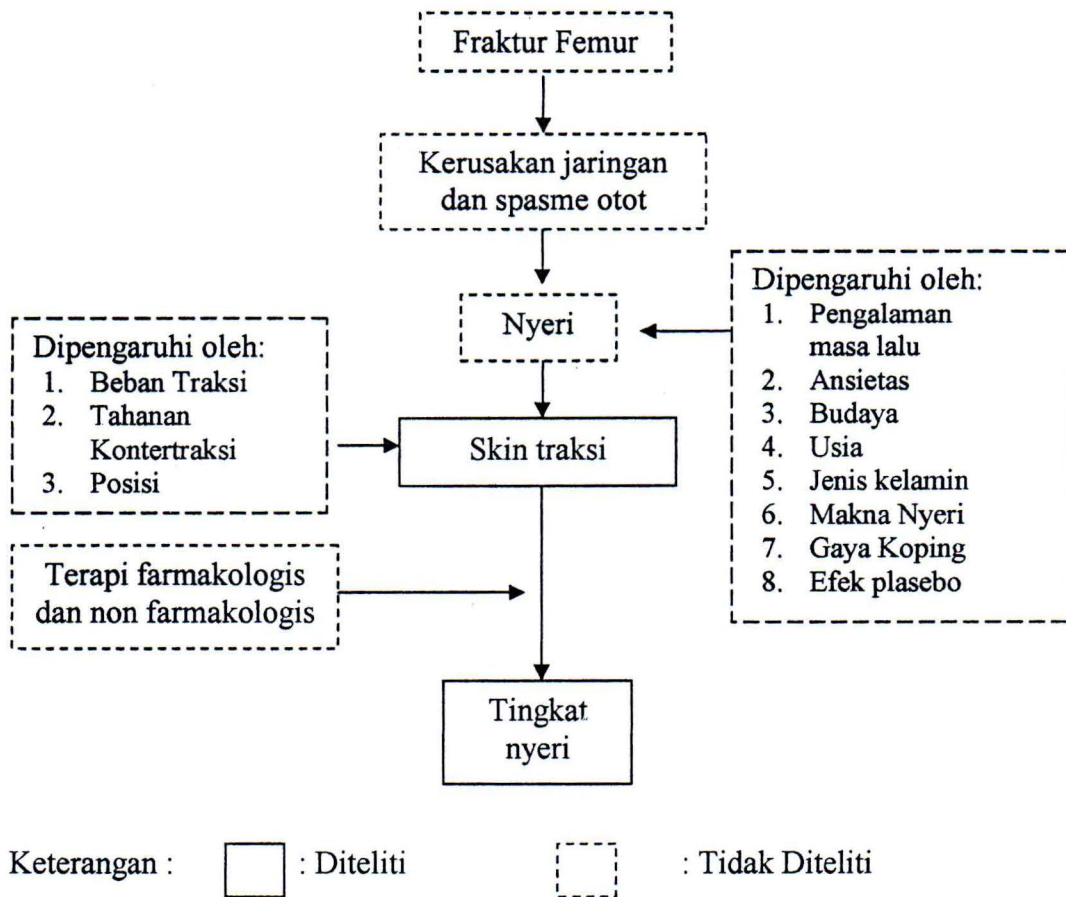 Fraktur Femur
Kerusakan jaringan
dan spasme otot
Nyeri
Dipengaruhi oleh:
1. Pengalaman
masa lalu
2. Ansietas
3. Budaya
4. Usia
5. Jenis kelamin
6. Makna Nyeri
7. Gaya Koping
8. Efek plasebo
Dipengaruhi oleh:
1. Beban Traksi
2. Tahanan
Kontertraksi
3. Posisi
Skin traksi
Terapi farmakologis
dan non farmakologis
Tingkat
nyeri
Keterangan : : Diteliti : Tidak Diteliti